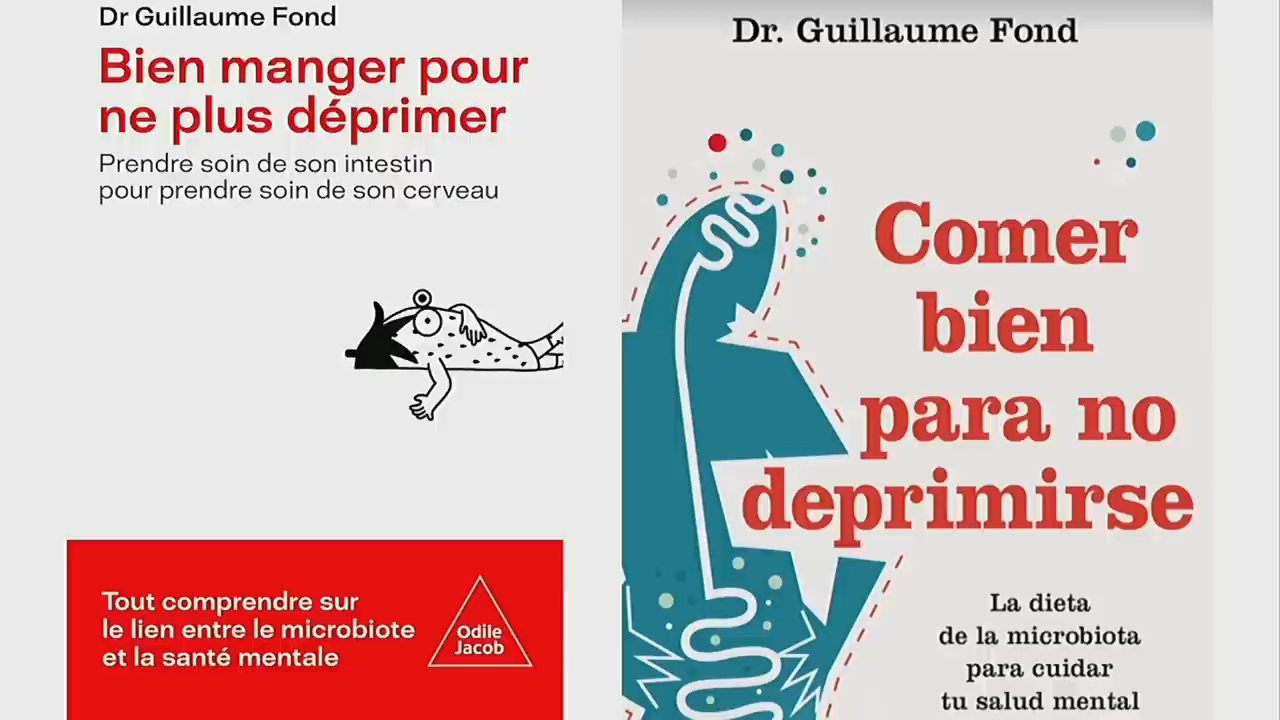 Dr Guillaume Fond
Bien manger pour
ne plus déprimer
Prendre soin de son intestin
pour prendre soin de son cerveau
Tout comprendre sur
le lien entre le microbiote
et la santé mentale
Odile
Jacob
Dr. Guillaume Fond
Comer
bien
para no
deprimirse
La dieta
de la microbiota
para cuidar
tu salud mental